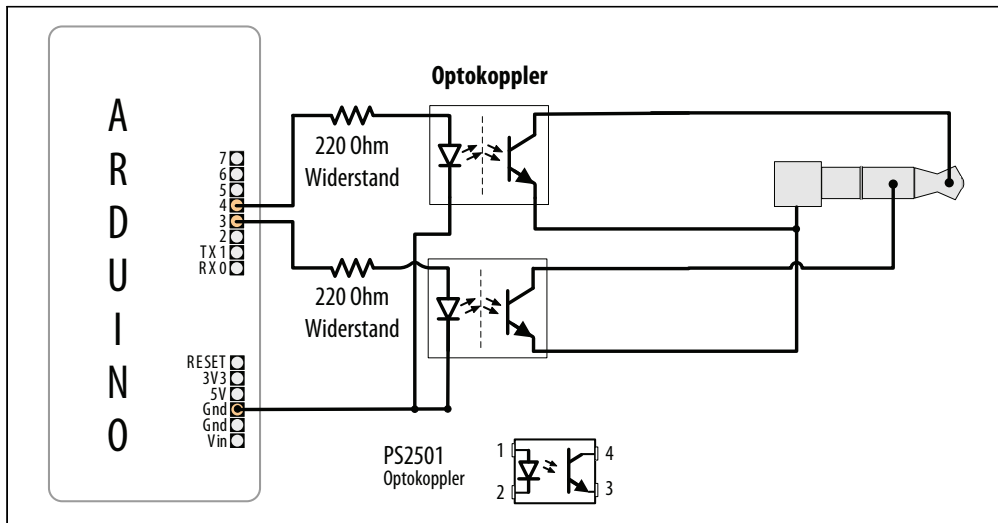 Optokoppler
ARDUINO
220 Ohm
Widerstand
7
6
5
4
3
2
TX 1
RX 0
220 Ohm
Widerstand
RESET
3V3
5V
Gnd
Gnd
Vin
PS2501
Optokoppler
1
2
4
3